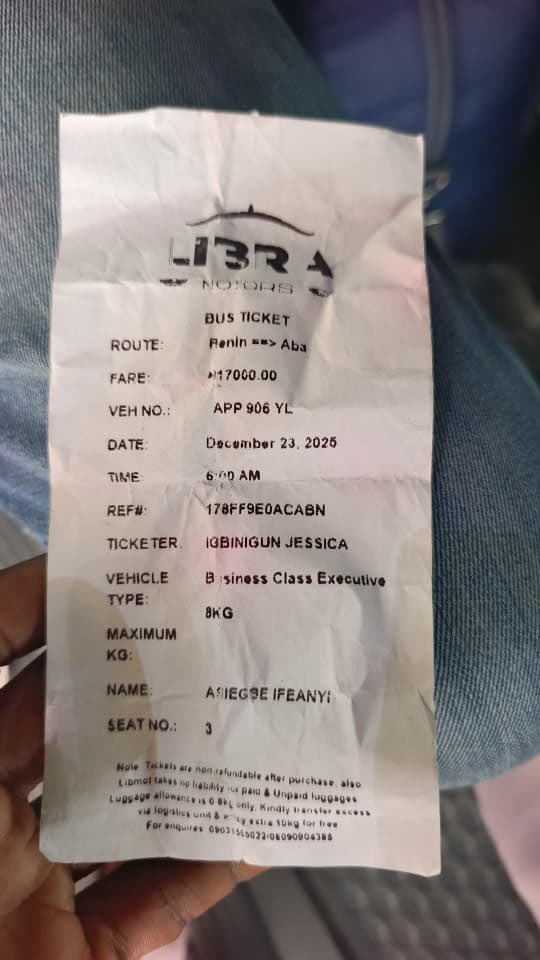 LIBRA
MOTORS
BUS TICKET
ROUTE: Benin ==> Aba
FARE: ₦17000.00
VEH NO.: APP 906 YL
DATE: December 23, 2025
TIME: 6:00 AM
REF#: 178FF9E0ACABN
TICKETER. IGBINIGUN JESSICA
VEHICLE Business Class Executive
TYPE:
8KG
MAXIMUM
KG:
NAME: ASIEGBE IFEANYI
SEAT NO.: 3
Note Tickets are non refundable after purchase, also
Libmot takes no liability for paid & Unpaid luggages
Luggage allowance is 0 8kg only. Kindly transfer excess
via logistics unit & enjoy extra 10kg for free
For enquires